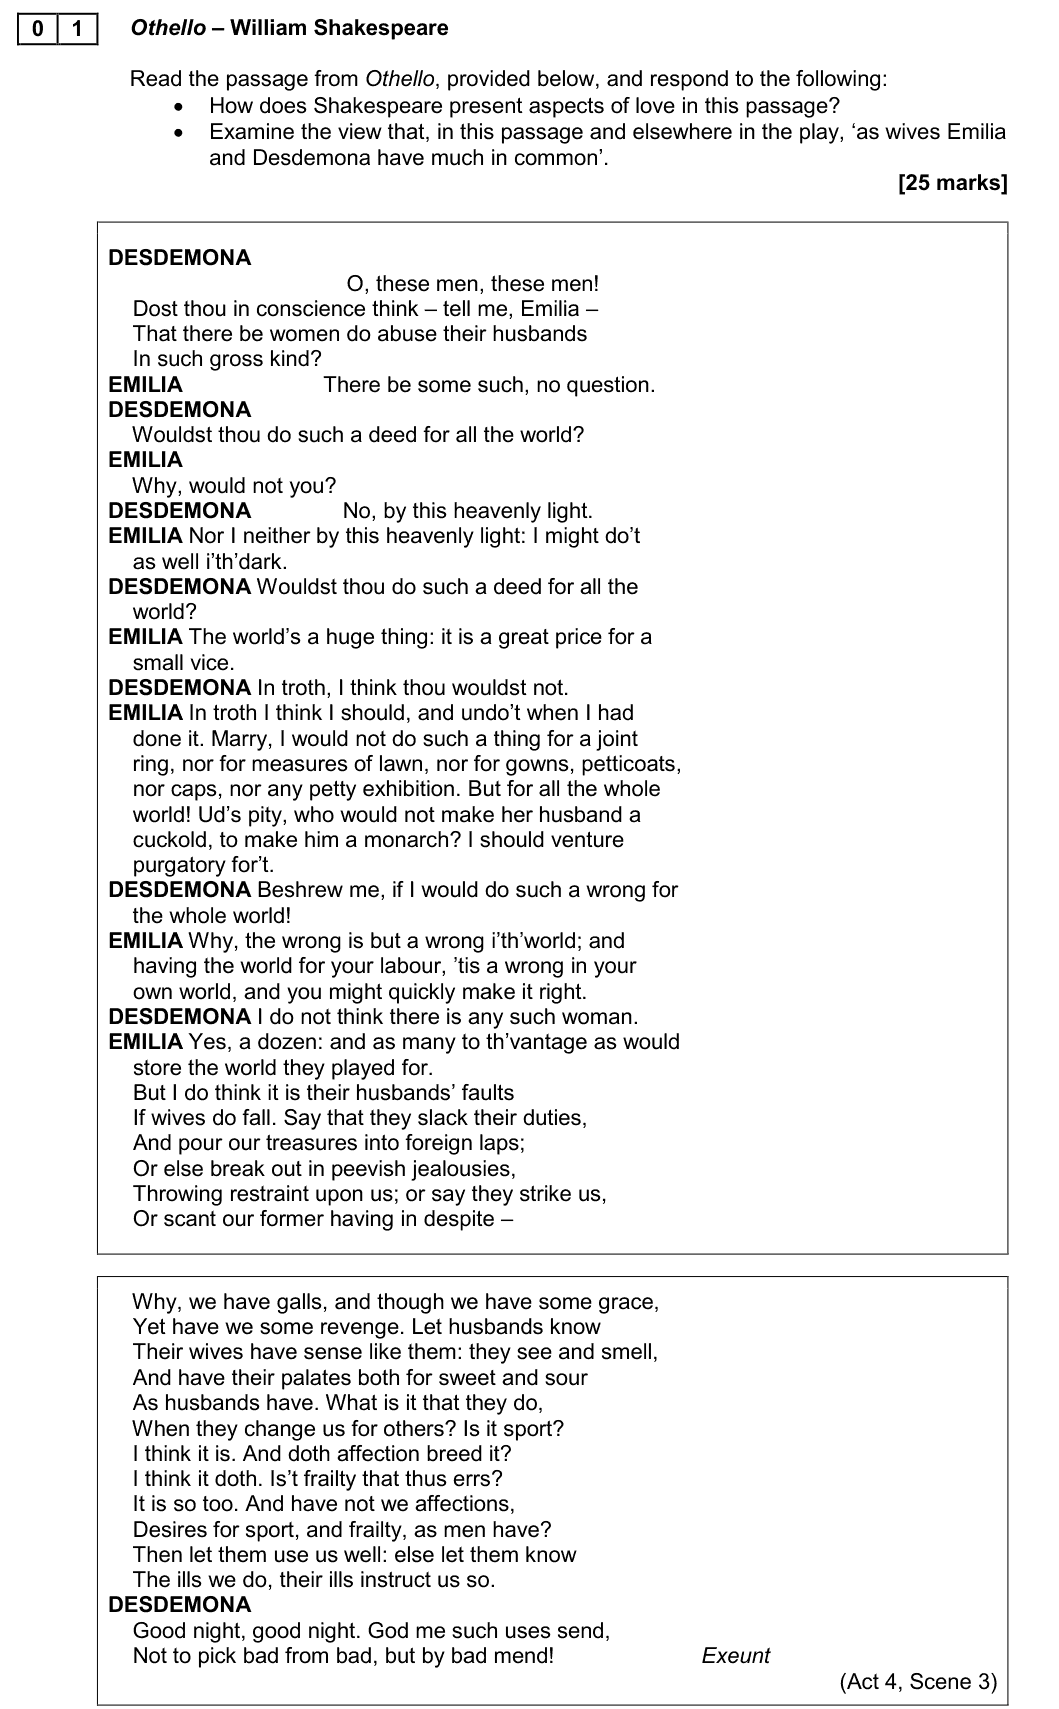 0 1 Othello – William Shakespeare
Read the passage from Othello, provided below, and respond to the following:
• How does Shakespeare present aspects of love in this passage?
• Examine the view that, in this passage and elsewhere in the play, ‘as wives Emilia
and Desdemona have much in common’.
[25 marks]
DESDEMONA
O, these men, these men!
Dost thou in conscience think – tell me, Emilia –
That there be women do abuse their husbands
In such gross kind?
EMILIA There be some such, no question.
DESDEMONA
Wouldst thou do such a deed for all the world?
EMILIA
Why, would not you?
DESDEMONA No, by this heavenly light.
EMILIA Nor I neither by this heavenly light: I might do’t
as well i’th’dark.
DESDEMONA Wouldst thou do such a deed for all the
world?
EMILIA The world’s a huge thing: it is a great price for a
small vice.
DESDEMONA In troth, I think thou wouldst not.
EMILIA In troth I think I should, and undo’t when I had
done it. Marry, I would not do such a thing for a joint
ring, nor for measures of lawn, nor for gowns, petticoats,
nor caps, nor any petty exhibition. But for all the whole
world! Ud’s pity, who would not make her husband a
cuckold, to make him a monarch? I should venture
purgatory for’t.
DESDEMONA Beshrew me, if I would do such a wrong for
the whole world!
EMILIA Why, the wrong is but a wrong i’th’world; and
having the world for your labour, ’tis a wrong in your
own world, and you might quickly make it right.
DESDEMONA I do not think there is any such woman.
EMILIA Yes, a dozen: and as many to th’vantage as would
store the world they played for.
But I do think it is their husbands’ faults
If wives do fall. Say that they slack their duties,
And pour our treasures into foreign laps;
Or else break out in peevish jealousies,
Throwing restraint upon us; or say they strike us,
Or scant our former having in despite –
Why, we have galls, and though we have some grace,
Yet have we some revenge. Let husbands know
Their wives have sense like them: they see and smell,
And have their palates both for sweet and sour
As husbands have. What is it that they do,
When they change us for others? Is it sport?
I think it is. And doth affection breed it?
I think it doth. Is’t frailty that thus errs?
It is so too. And have not we affections,
Desires for sport, and frailty, as men have?
Then let them use us well: else let them know
The ills we do, their ills instruct us so.
DESDEMONA
Good night, good night. God me such uses send,
Not to pick bad from bad, but by bad mend! Exeunt
(Act 4, Scene 3)